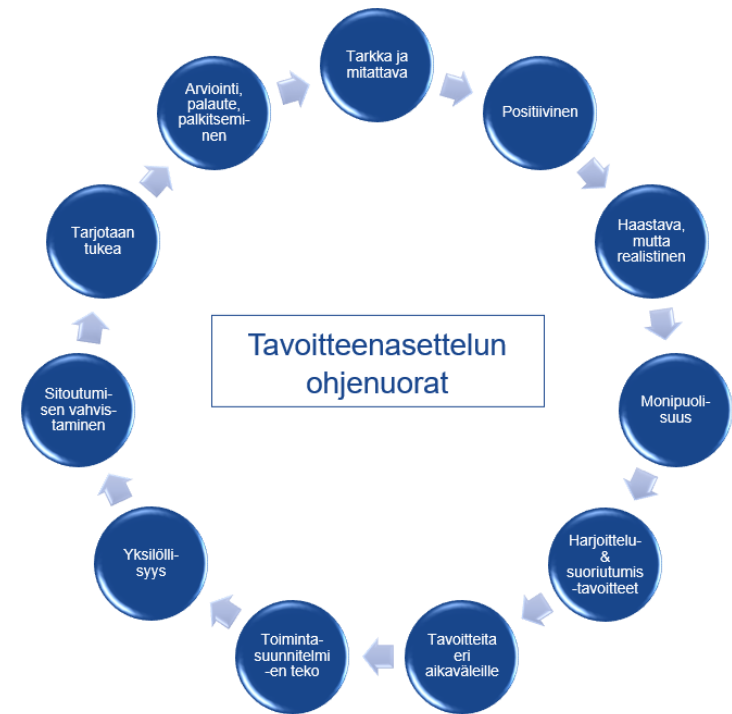 Tarkka ja
mitattava
Positiivinen
Haastava,
mutta
realistinen
Monipuoli-
suus
Harjoittelu-
&
suoriutumis
-tavoitteet
Tavoitteita
eri
aikaväleille
Toiminta-
suunnitelmi
-en teko
Yksilölli-
syys
Sitoutumi-
sen vahvis-
taminen
Tarjotaan
tukea
Arviointi,
palaute,
palkitsemi-
nen
Tavoitteenasettelun
ohjenuorat